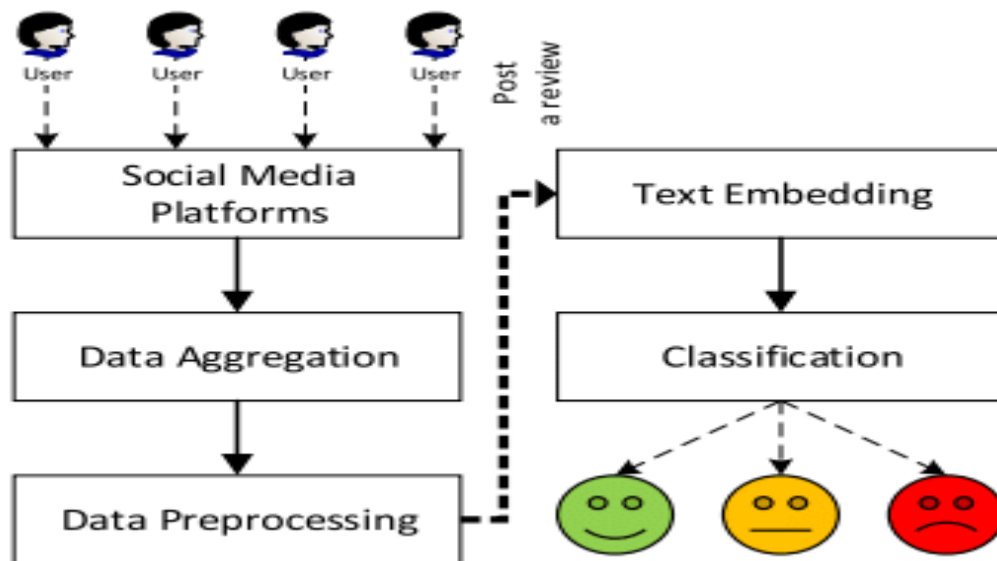 User
User
User
User
Post
a review
Social Media
Platforms
Data Aggregation
Data Preprocessing
Text Embedding
Classification